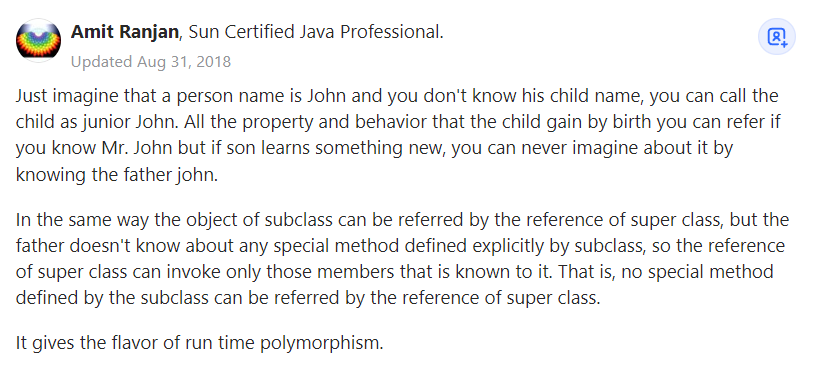 Amit Ranjan, Sun Certified Java Professional.
Updated Aug 31, 2018
Just imagine that a person name is John and you don't know his child name, you can call the
child as junior John. All the property and behavior that the child gain by birth you can refer if
you know Mr. John but if son learns something new, you can never imagine about it by
knowing the father john.
In the same way the object of subclass can be referred by the reference of super class, but the
father doesn't know about any special method defined explicitly by subclass, so the reference
of super class can invoke only those members that is known to it. That is, no special method
defined by the subclass can be referred by the reference of super class.
It gives the flavor of run time polymorphism.